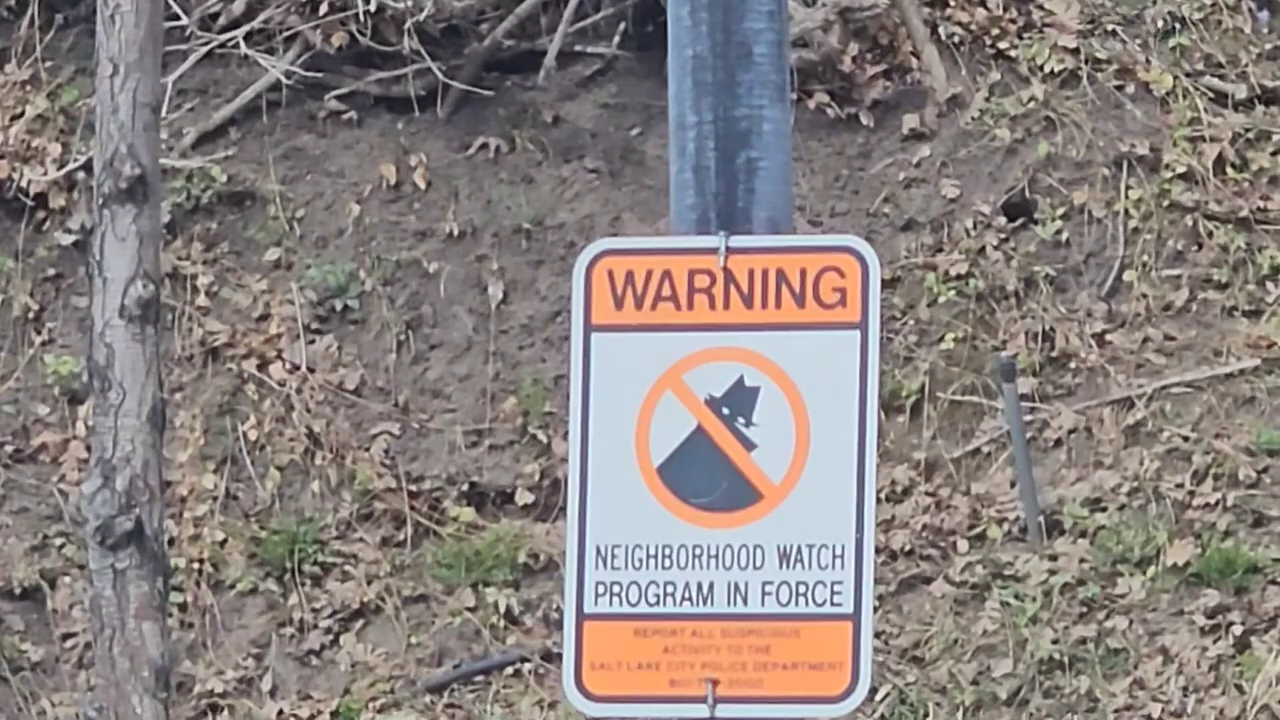 WARNING
NEIGHBORHOOD WATCH
PROGRAM IN FORCE
REPORT ALL SUSPICIOUS
ACTIVITY TO THE
SALT LAKE CITY POLICE DEPARTMENT